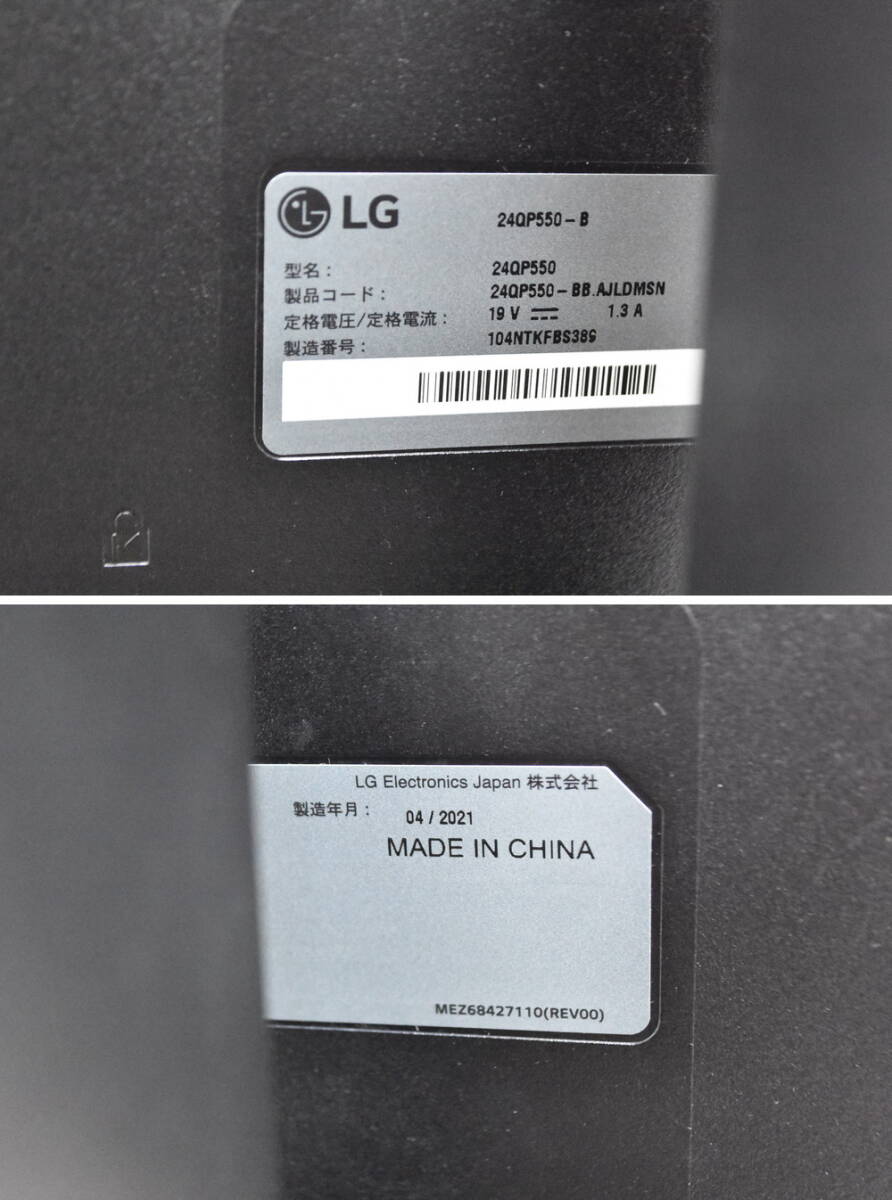 LG
24QP550-B
型名: 24QP550
製品コード: 24QP550-BB.AJLDMSN
定格電圧/定格電流: 19 V ⎓ 1.3 A
製造番号: 104NTKFBS389
LG Electronics Japan 株式会社
製造年月: 04 / 2021
MADE IN CHINA
MEZ68427110(REV00)